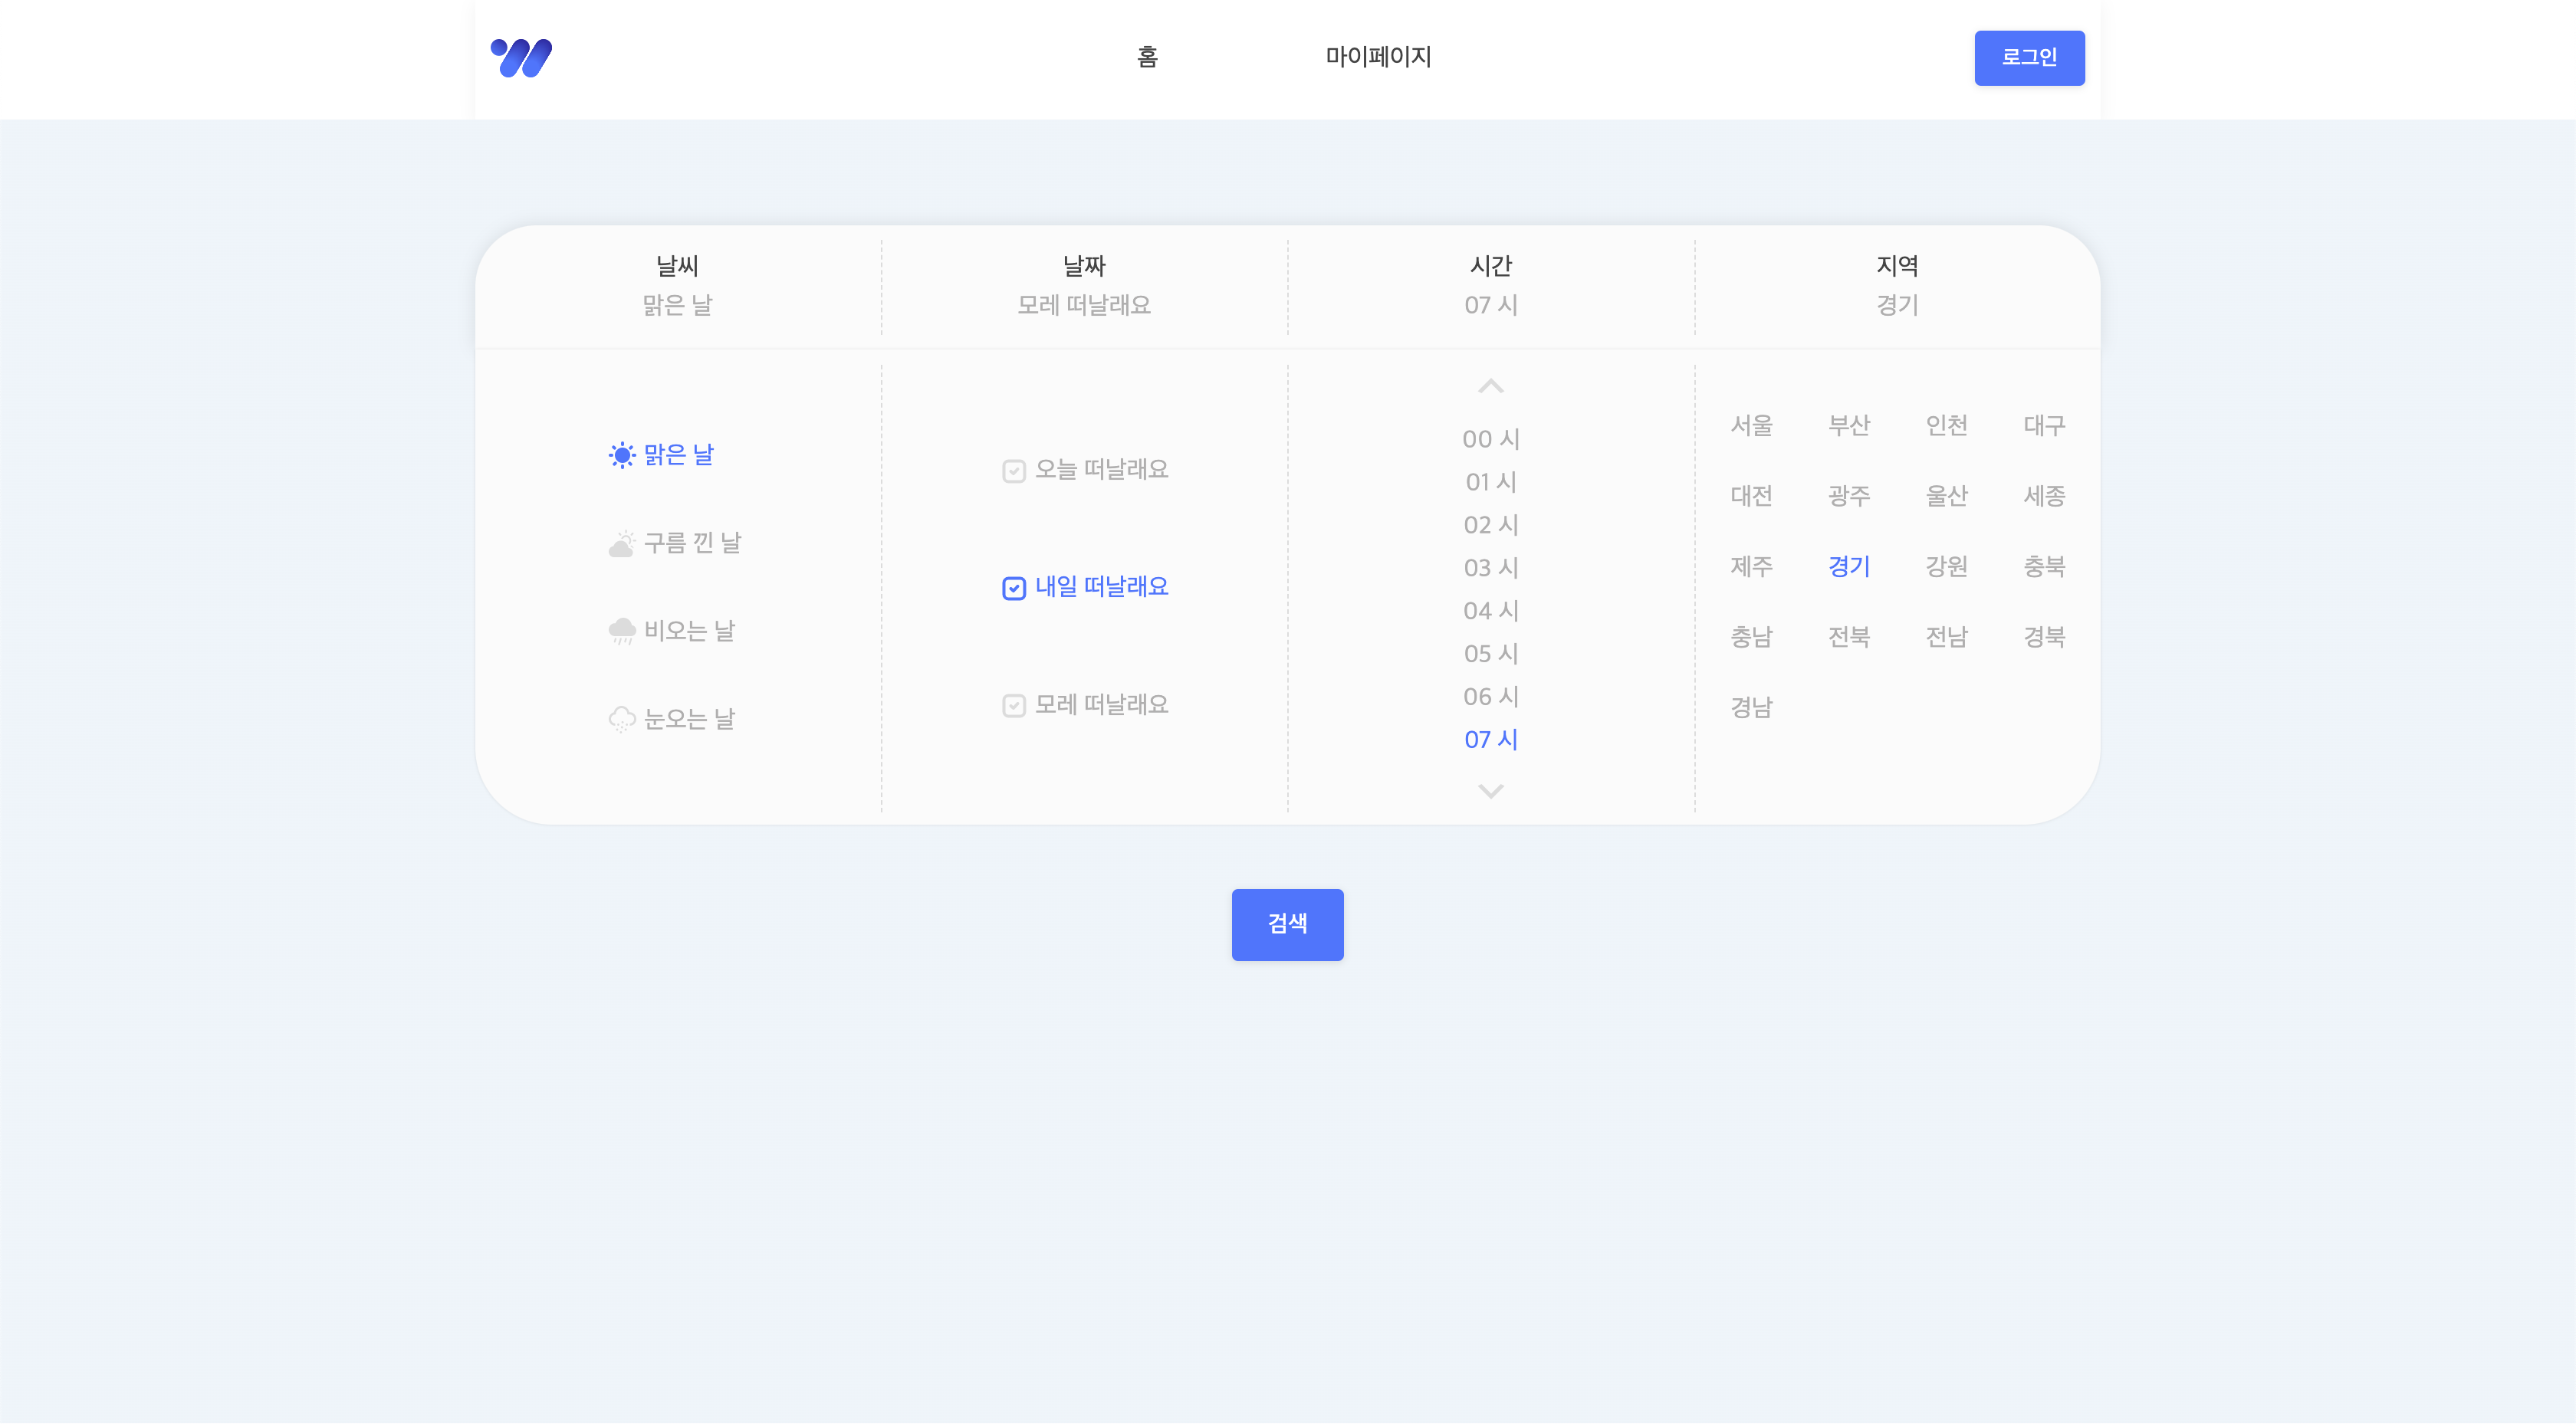 홈 마이페이지 로그인
날씨 날짜 시간 지역
맑은 날 모레 떠날래요 07 시 경기
맑은 날
구름 낀 날
비오는 날
눈오는 날
오늘 떠날래요
내일 떠날래요
모레 떠날래요
00 시
01 시
02 시
03 시
04 시
05 시
06 시
07 시
서울 부산 인천 대구
대전 광주 울산 세종
제주 경기 강원 충북
충남 전북 전남 경북
경남
검색